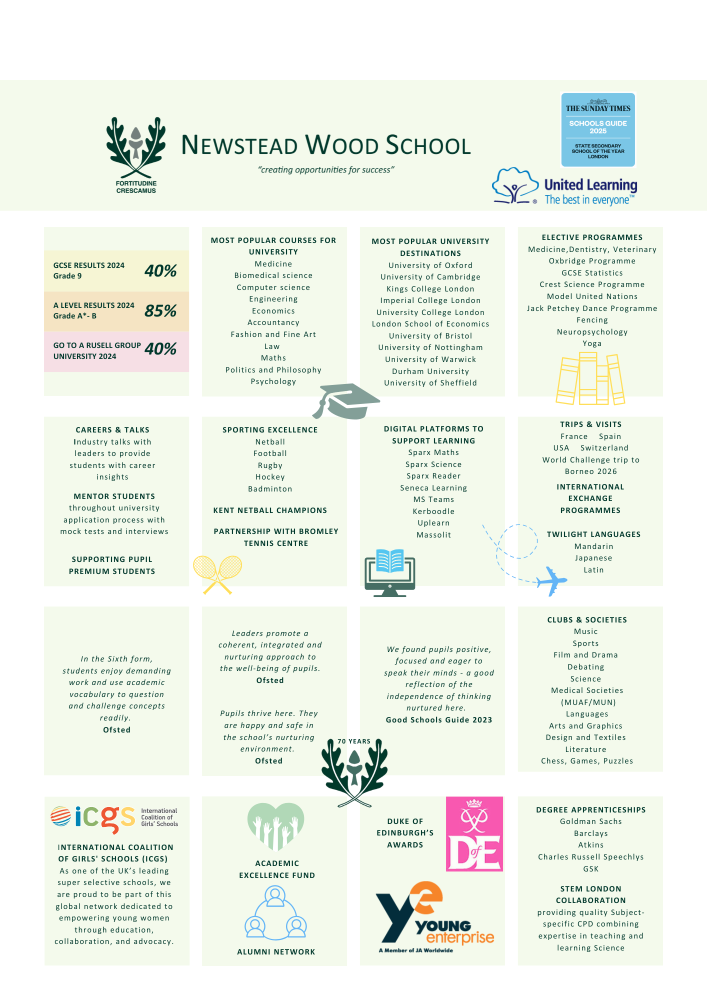 FORTITUDINE
CRESCAMUS
NEWSTEAD WOOD SCHOOL
“creating opportunities for success”
THE SUNDAY TIMES
SCHOOLS GUIDE
2025
STATE SECONDARY
SCHOOL OF THE YEAR
LONDON
United Learning
The best in everyone™
®
GCSE RESULTS 2024
Grade 9
40%
A LEVEL RESULTS 2024
Grade A*- B
85%
GO TO A RUSELL GROUP
UNIVERSITY 2024
40%
MOST POPULAR COURSES FOR
UNIVERSITY
Medicine
Biomedical science
Computer science
Engineering
Economics
Accountancy
Fashion and Fine Art
Law
Maths
Politics and Philosophy
Psychology
MOST POPULAR UNIVERSITY
DESTINATIONS
University of Oxford
University of Cambridge
Kings College London
Imperial College London
University College London
London School of Economics
University of Bristol
University of Nottingham
University of Warwick
Durham University
University of Sheffield
ELECTIVE PROGRAMMES
Medicine,Dentistry, Veterinary
Oxbridge Programme
GCSE Statistics
Crest Science Programme
Model United Nations
Jack Petchey Dance Programme
Fencing
Neuropsychology
Yoga
CAREERS & TALKS
Industry talks with
leaders to provide
students with career
insights
MENTOR STUDENTS
throughout university
application process with
mock tests and interviews
SUPPORTING PUPIL
PREMIUM STUDENTS
SPORTING EXCELLENCE
Netball
Football
Rugby
Hockey
Badminton
KENT NETBALL CHAMPIONS
PARTNERSHIP WITH BROMLEY
TENNIS CENTRE
DIGITAL PLATFORMS TO
SUPPORT LEARNING
Sparx Maths
Sparx Science
Sparx Reader
Seneca Learning
MS Teams
Kerboodle
Uplearn
Massolit
TRIPS & VISITS
France Spain
USA Switzerland
World Challenge trip to
Borneo 2026
INTERNATIONAL
EXCHANGE
PROGRAMMES
TWILIGHT LANGUAGES
Mandarin
Japanese
Latin
In the Sixth form,
students enjoy demanding
work and use academic
vocabulary to question
and challenge concepts
readily.
Ofsted
Leaders promote a
coherent, integrated and
nurturing approach to
the well-being of pupils.
Ofsted
Pupils thrive here. They
are happy and safe in
the school’s nurturing
environment.
Ofsted
We found pupils positive,
focused and eager to
speak their minds - a good
reflection of the
independence of thinking
nurtured here.
Good Schools Guide 2023
70 YEARS
CLUBS & SOCIETIES
Music
Sports
Film and Drama
Debating
Science
Medical Societies
(MUAF/MUN)
Languages
Arts and Graphics
Design and Textiles
Literature
Chess, Games, Puzzles
icgs
International
Coalition of
Girls’ Schools
INTERNATIONAL COALITION
OF GIRLS' SCHOOLS (ICGS)
As one of the UK’s leading
super selective schools, we
are proud to be part of this
global network dedicated to
empowering young women
through education,
collaboration, and advocacy.
ACADEMIC
EXCELLENCE FUND
ALUMNI NETWORK
DUKE OF
EDINBURGH’S
AWARDS
DofE
ye
YOUNG
enterprise
A Member of JA Worldwide
DEGREE APPRENTICESHIPS
Goldman Sachs
Barclays
Atkins
Charles Russell Speechlys
GSK
STEM LONDON
COLLABORATION
providing quality Subject-
specific CPD combining
expertise in teaching and
learning Science